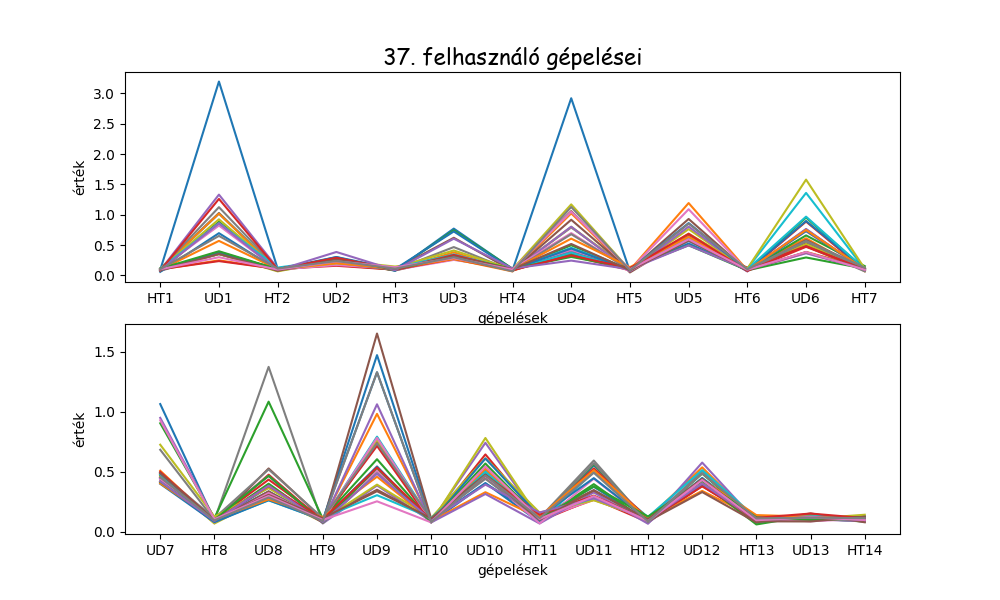 37. felhasználó gépelései
érték
3.0
2.5
2.0
1.5
1.0
0.5
0.0
HT1 UD1 HT2 UD2 HT3 UD3 HT4 UD4 HT5 UD5 HT6 UD6 HT7
gépelések
érték
1.5
1.0
0.5
0.0
UD7 HT8 UD8 HT9 UD9 HT10 UD10 HT11 UD11 HT12 UD12 HT13 UD13 HT14
gépelések